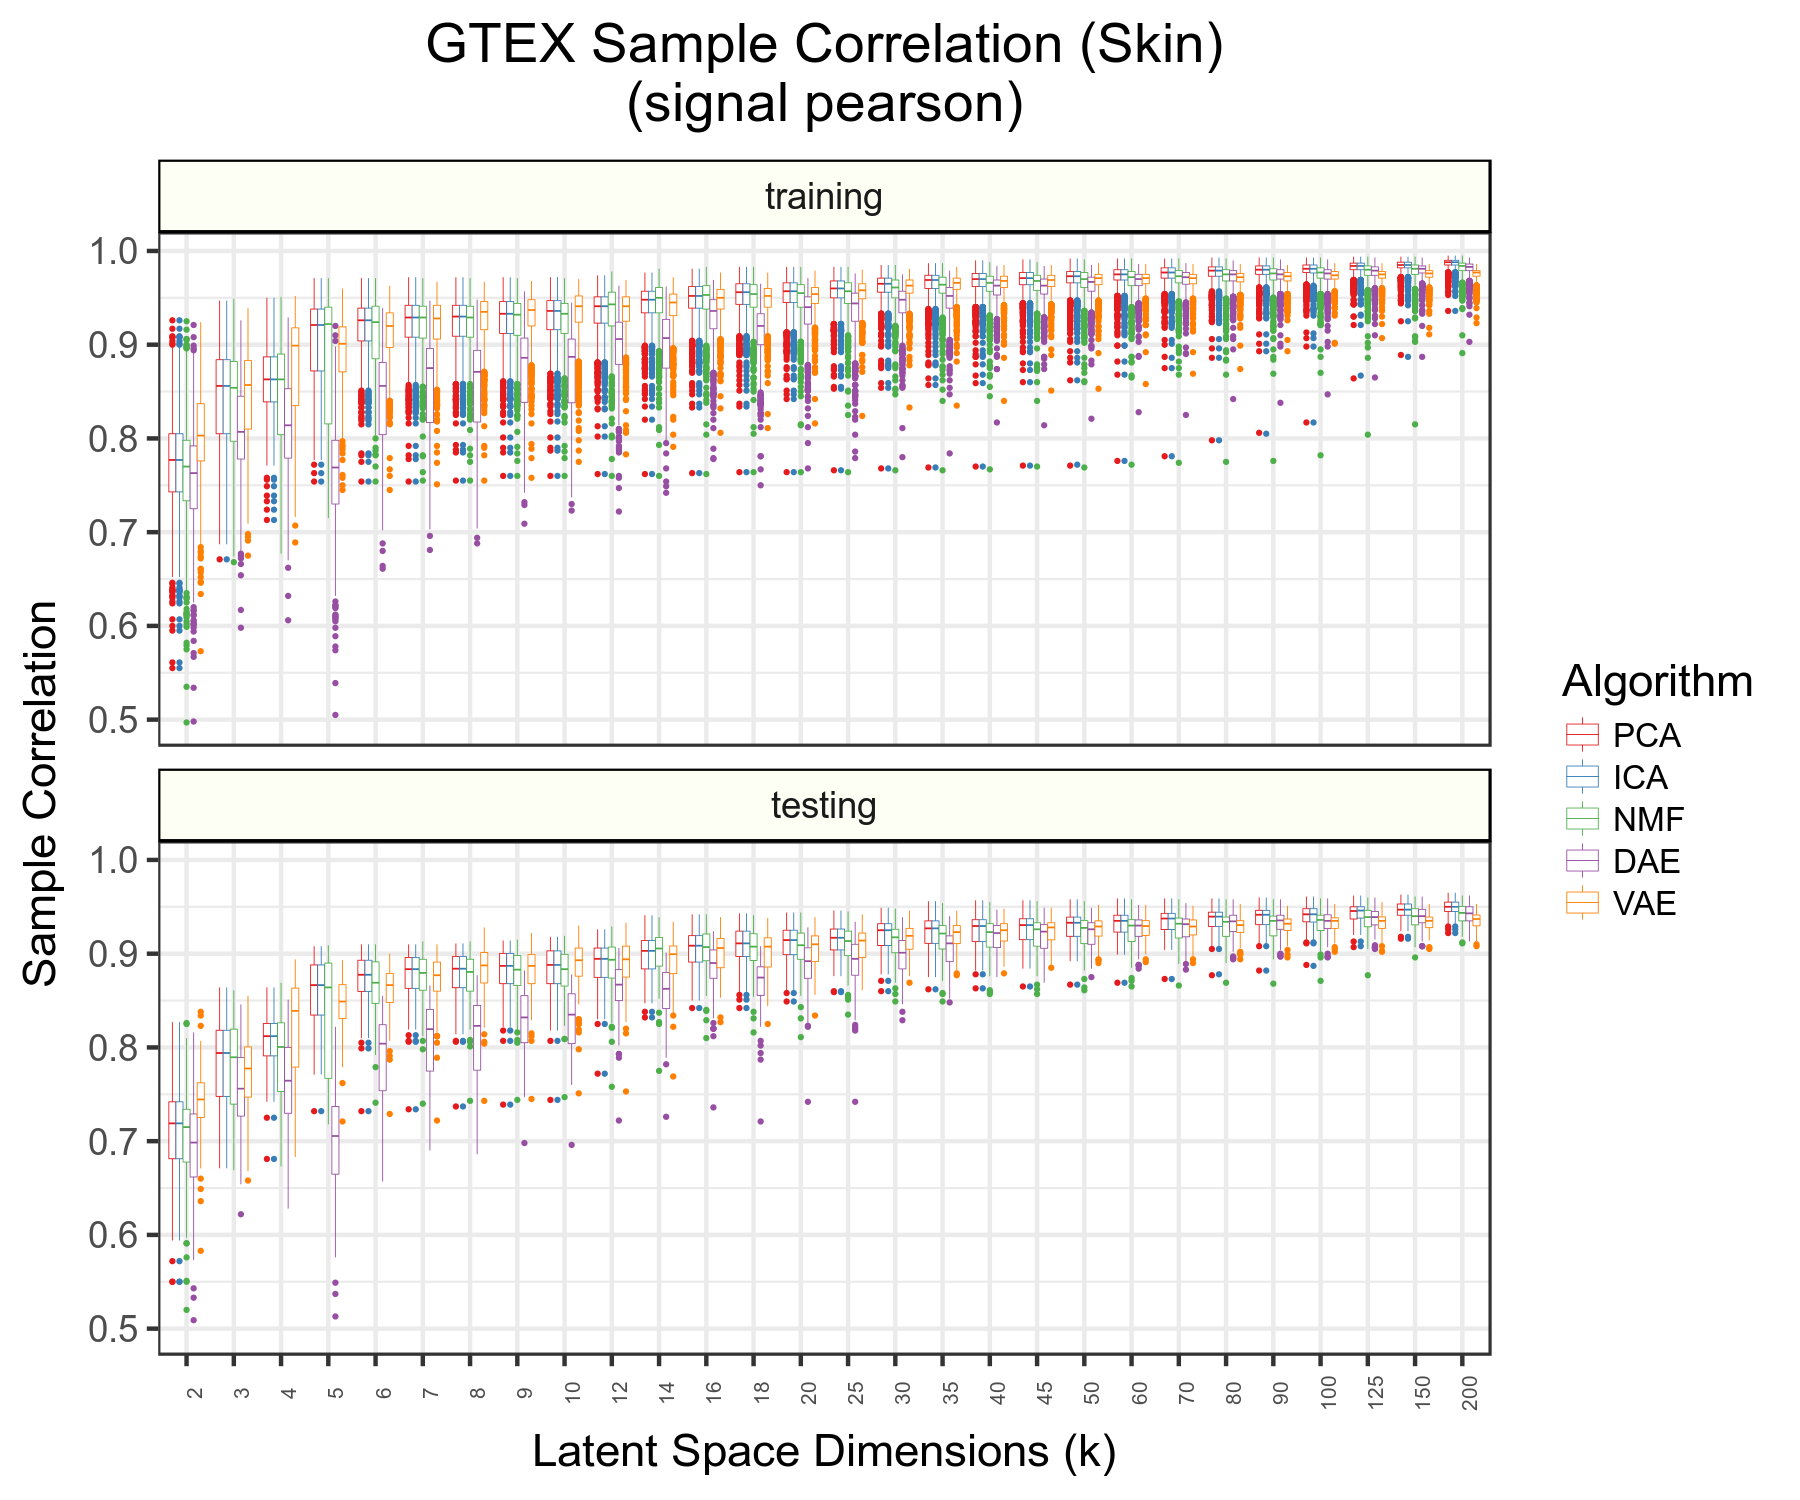 GTEX Sample Correlation (Skin)
(signal pearson)
training
1.0
0.9
0.8
0.7
0.6
0.5
testing
1.0
0.9
0.8
0.7
0.6
0.5
Sample Correlation
2 3 4 5 6 7 8 9 10 12 14 16 18 20 25 30 35 40 45 50 60 70 80 90 100 125 150 200
Latent Space Dimensions (k)
Algorithm
PCA
ICA
NMF
DAE
VAE